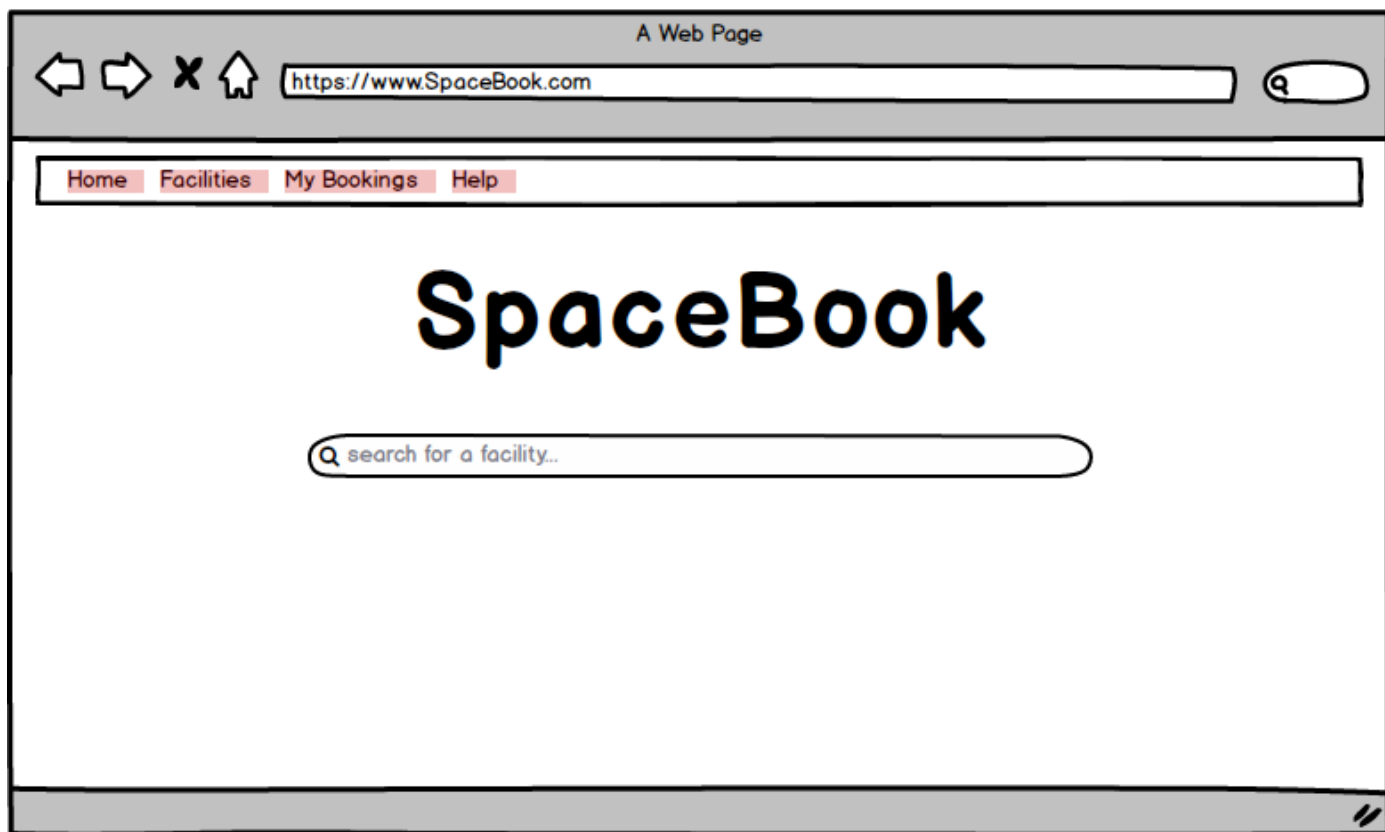 A Web Page
https://www.SpaceBook.com
Home Facilities My Bookings Help
SpaceBook
search for a facility...